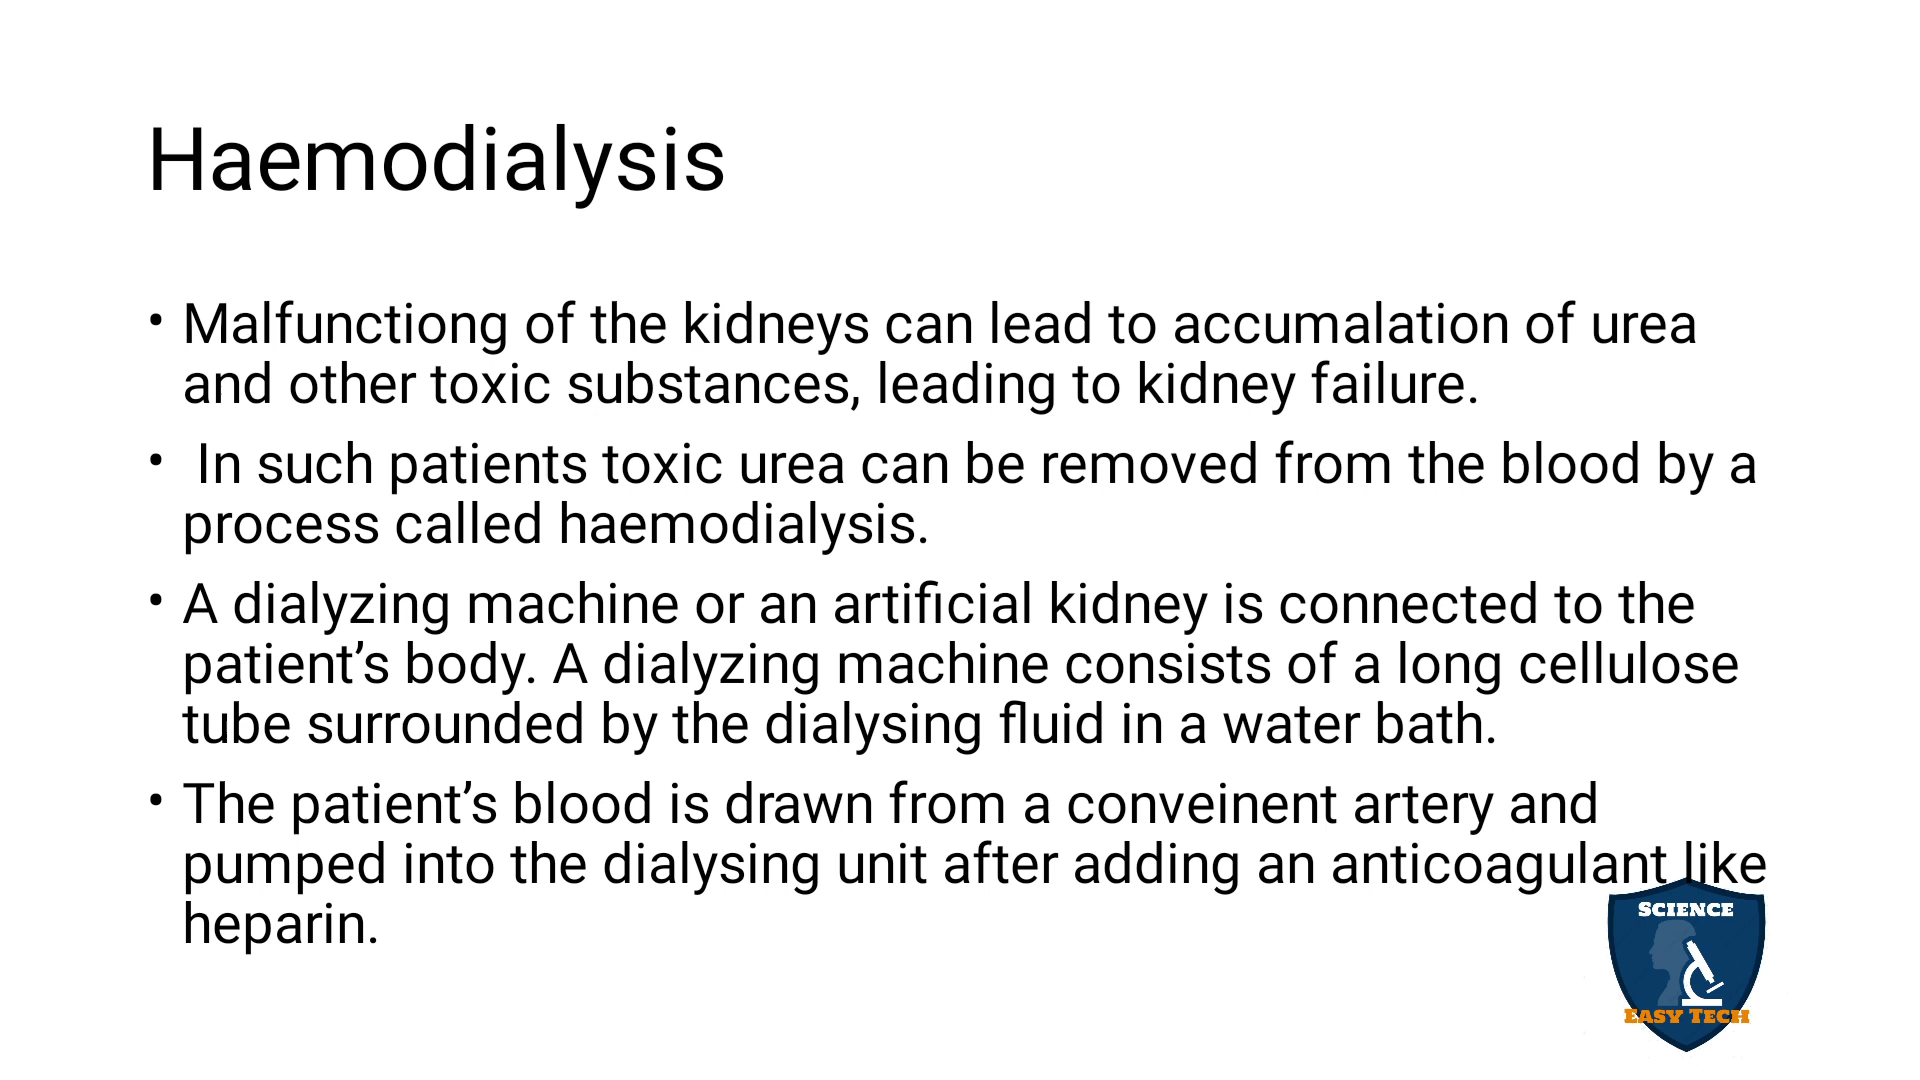 Haemodialysis
• Malfunctiong of the kidneys can lead to accumalation of urea
and other toxic substances, leading to kidney failure.
• In such patients toxic urea can be removed from the blood by a
process called haemodialysis.
• A dialyzing machine or an artificial kidney is connected to the
patient’s body. A dialyzing machine consists of a long cellulose
tube surrounded by the dialysing fluid in a water bath.
• The patient’s blood is drawn from a conveinent artery and
pumped into the dialysing unit after adding an anticoagulant like
heparin.
SCIENCE
EASY TECH